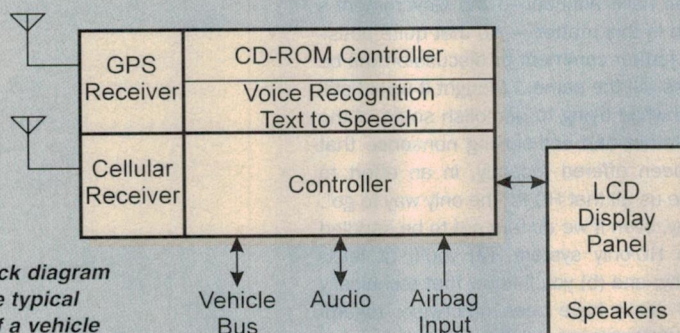 GPS
Receiver
CD-ROM Controller
Voice Recognition
Text to Speech
Cellular
Receiver
Controller
LCD
Display
Panel
Speakers
Vehicle
Bus
Audio
Airbag
Input
ck diagram
e typical
f a vehicle